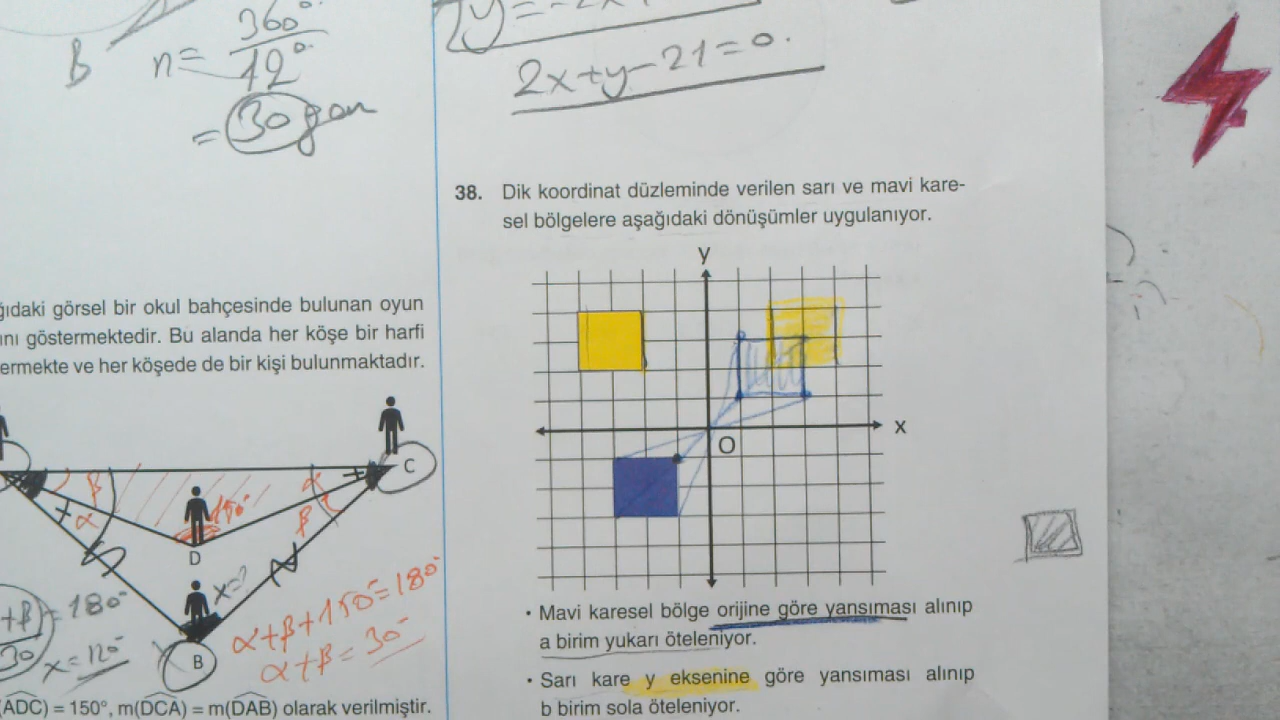 B
n = 360° / 12°
= 30 gen
2x+y-21=0.
ğıdaki görsel bir okul bahçesinde bulunan oyun
ını göstermektedir. Bu alanda her köşe bir harfi
ermekte ve her köşede de bir kişi bulunmaktadır.
C
β
α
150°
α
β
D
x=?
B
+β)=180°
30
x=120°
α+β+150°=180°
α+β=30°
(ADC) = 150°, m(DCA) = m(DAB) olarak verilmiştir.
38. Dik koordinat düzleminde verilen sarı ve mavi kare-
sel bölgelere aşağıdaki dönüşümler uygulanıyor.
y
x
O
• Mavi karesel bölge orijine göre yansıması alınıp
a birim yukarı öteleniyor.
• Sarı kare y eksenine göre yansıması alınıp
b birim sola öteleniyor.